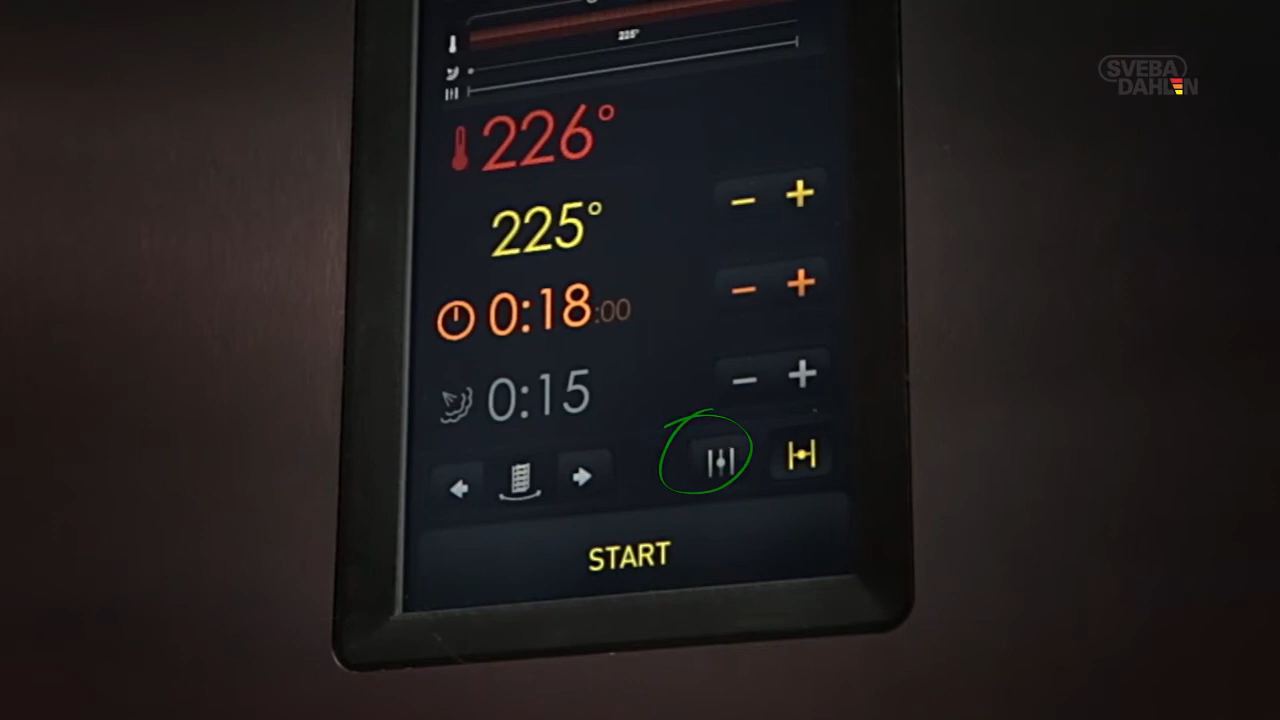 225°
SVEBA
DAHLEN
226°
225°
- +
0:18:00
- +
0:15
- +
START